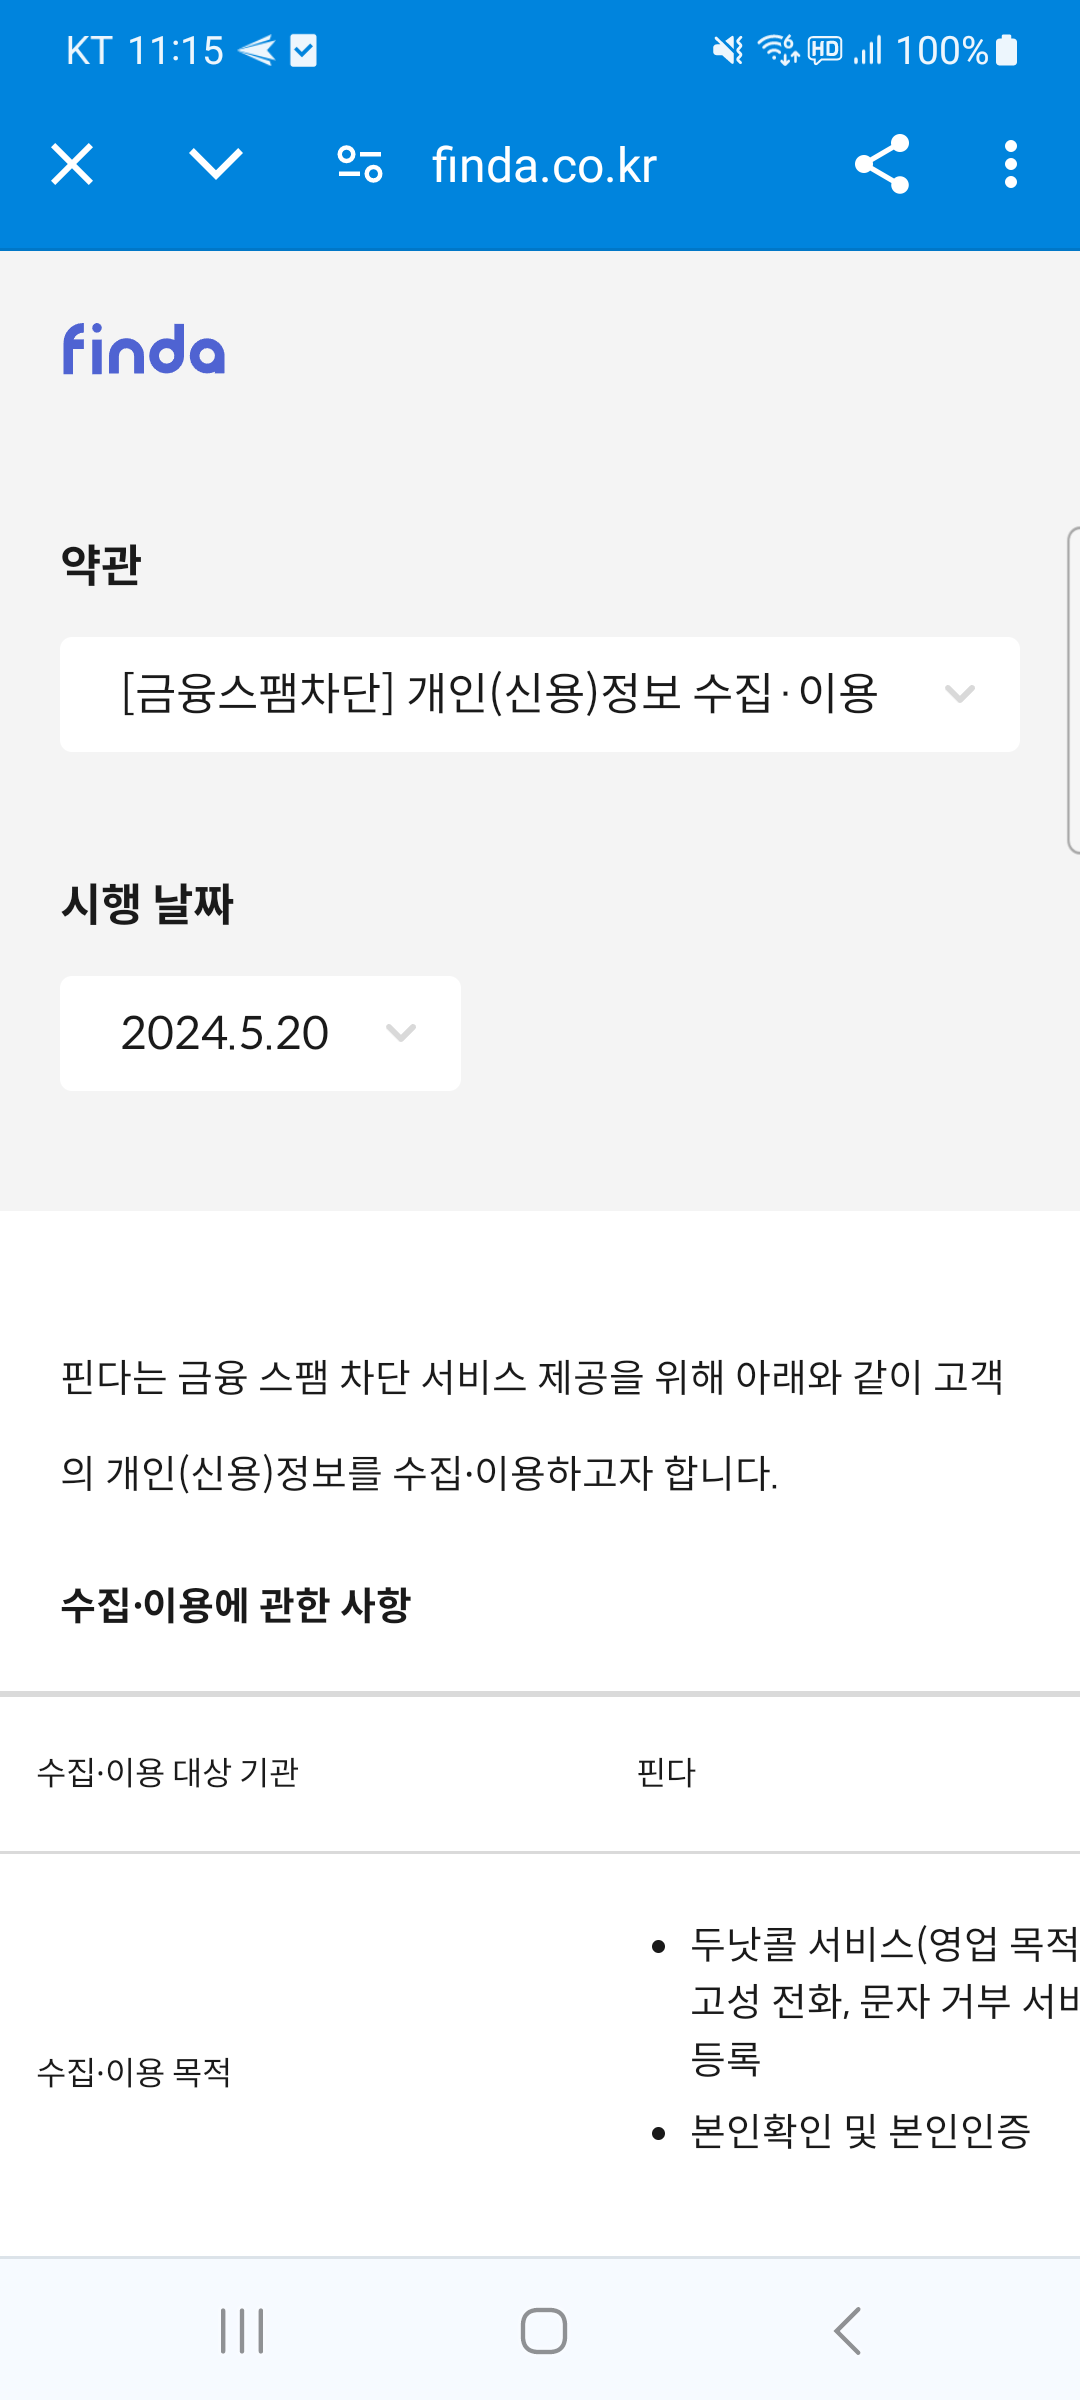 KT 11:15
HD 100%
finda.co.kr
finda
약관
[금융스팸차단] 개인(신용)정보 수집·이용
시행 날짜
2024.5.20
핀다는 금융 스팸 차단 서비스 제공을 위해 아래와 같이 고객
의 개인(신용)정보를 수집·이용하고자 합니다.
수집·이용에 관한 사항
수집·이용 대상 기관 핀다
수집·이용 목적
• 두낫콜 서비스(영업 목적
고성 전화, 문자 거부 서비
등록
• 본인확인 및 본인인증